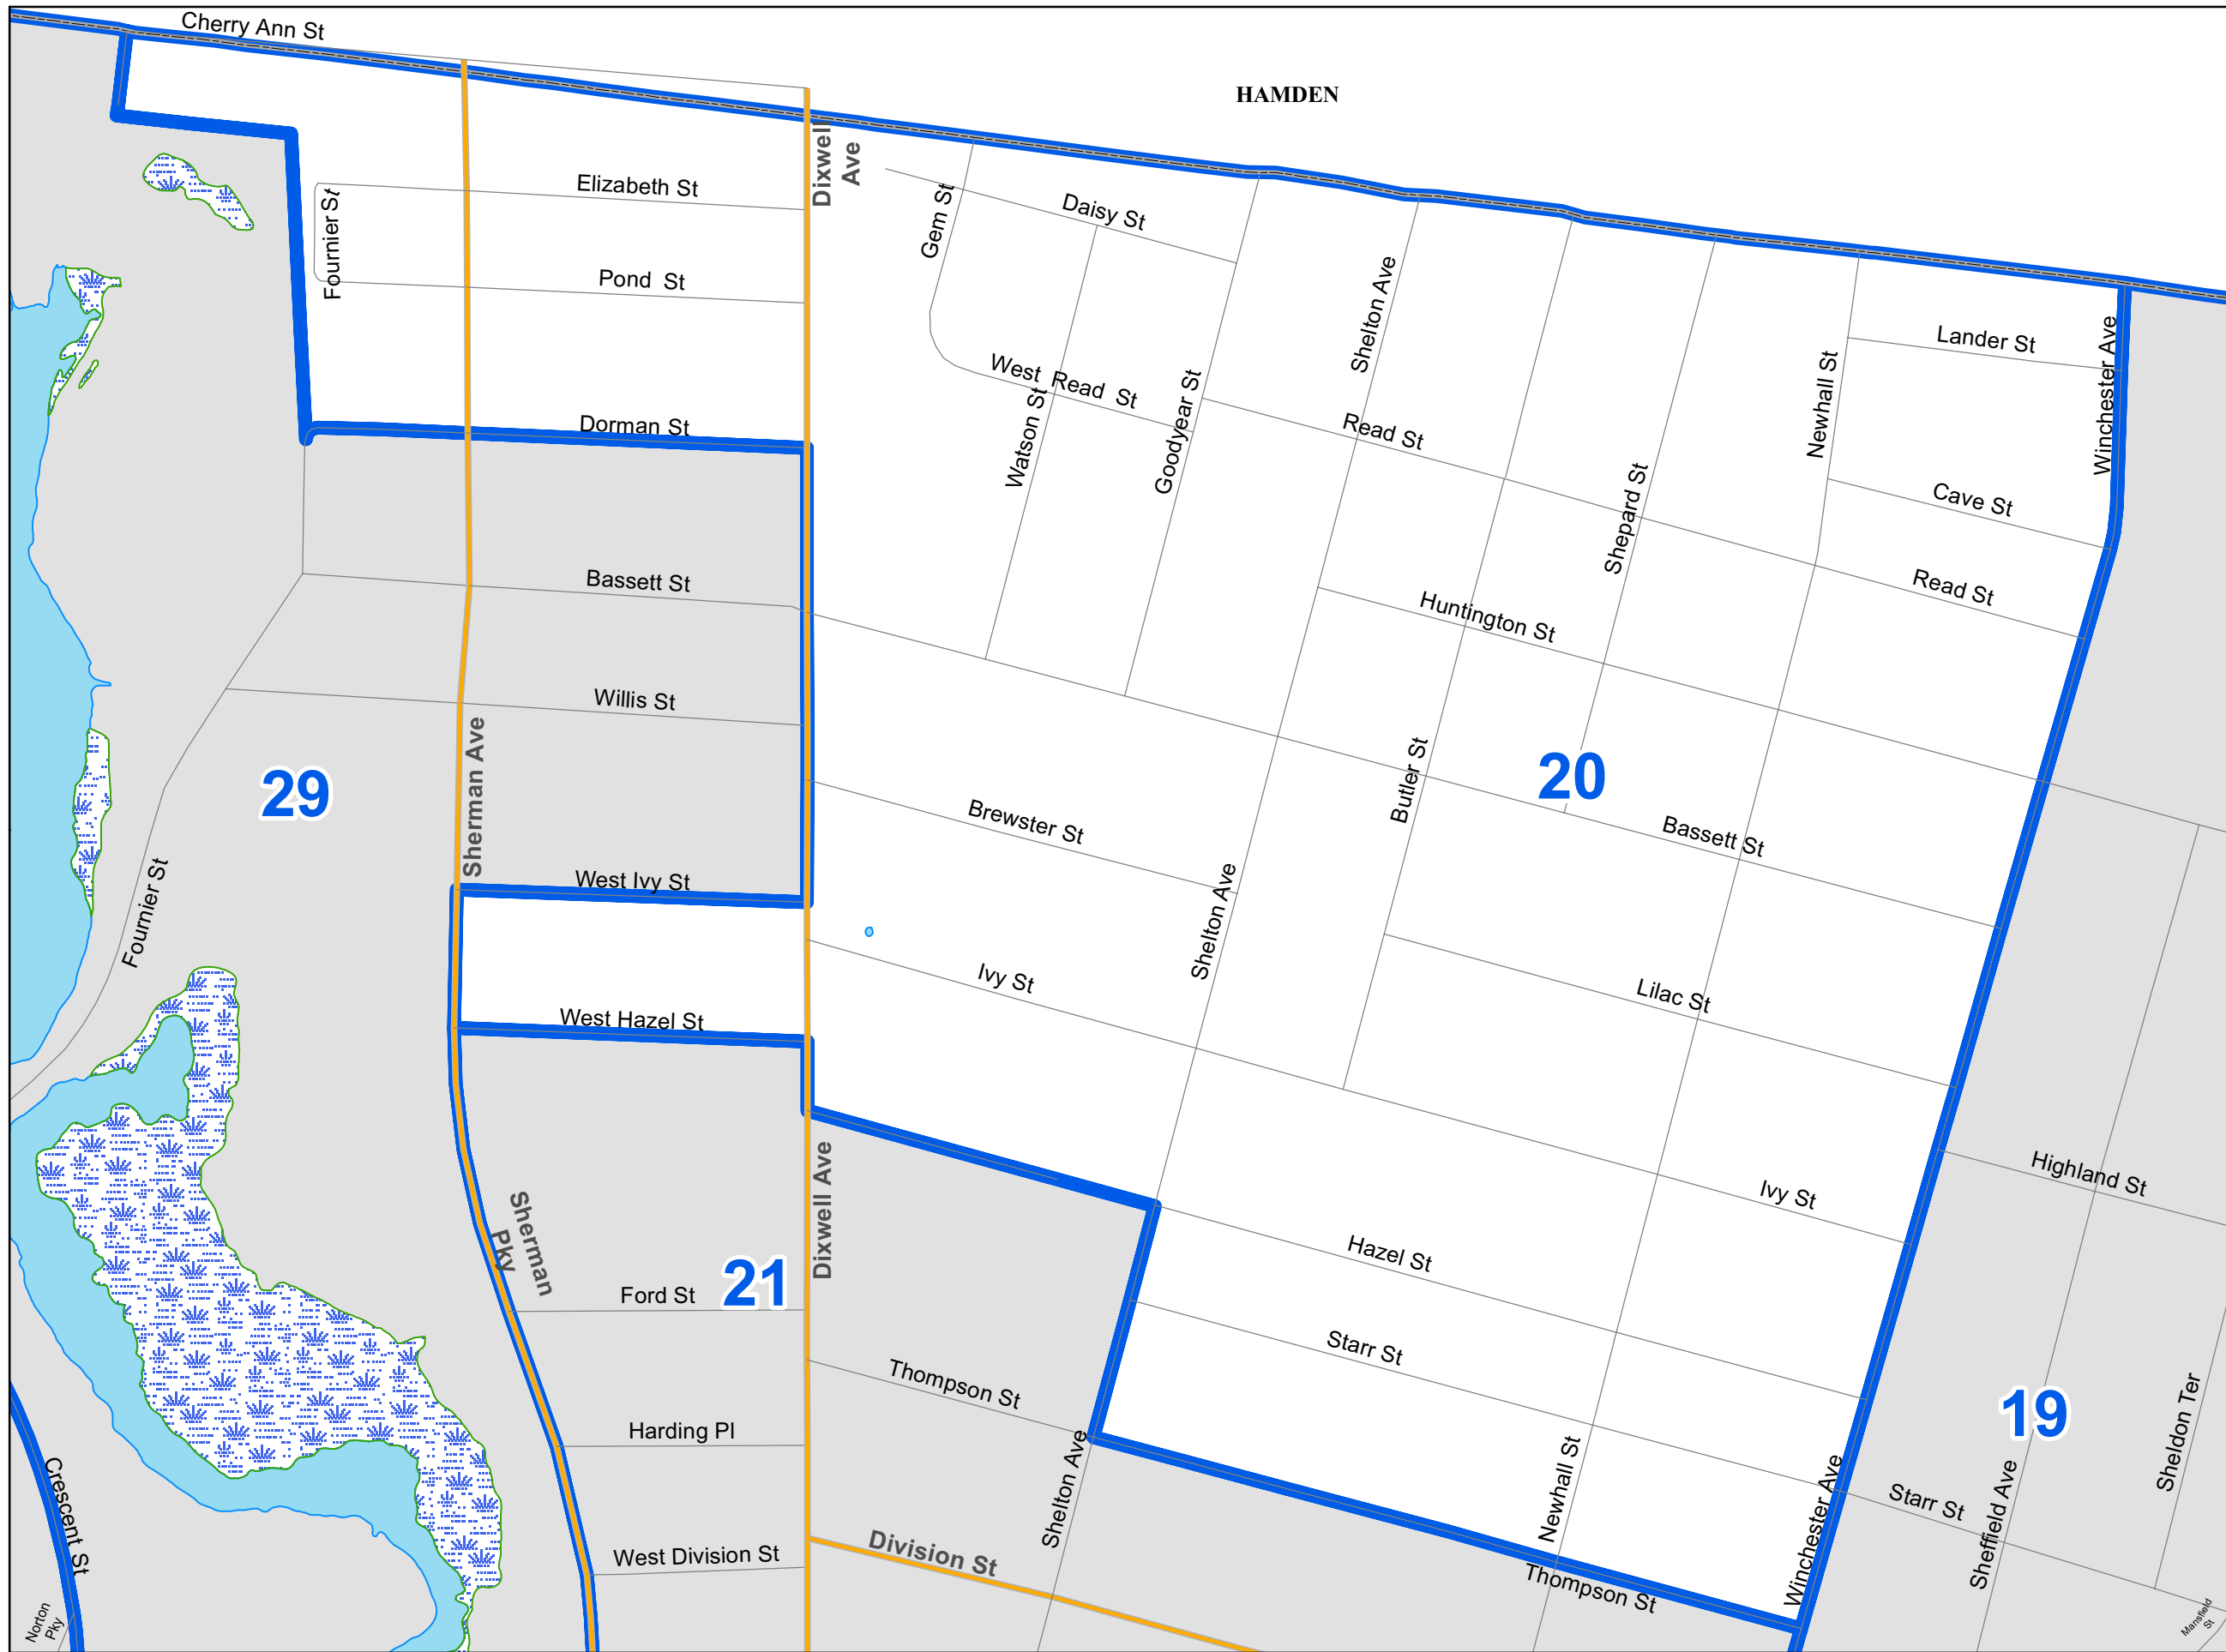 Cherry Ann St
HAMDEN
Dixwell
Ave
Elizabeth St
Fournier St
Pond St
Gem St
Daisy St
Shelton Ave
Lander St
Winchester Ave
West Read St
Watson St
Goodyear St
Read St
Newhall St
Dorman St
Shepard St
Cave St
Read St
Bassett St
Huntington St
Willis St
Sherman Ave
29
20
Butler St
Brewster St
Bassett St
West Ivy St
Shelton Ave
Fournier St
Ivy St
Lilac St
West Hazel St
Highland St
Ivy St
Sherman
Pky
Dixwell Ave
Hazel St
21
Ford St
Starr St
Thompson St
19
Sheldon Ter
Harding Pl
Crescent St
Shelton Ave
Newhall St
Winchester Ave
Starr St
Sheffield Ave
West Division St
Division St
Thompson St
Norton
Pky
Mansfield
St